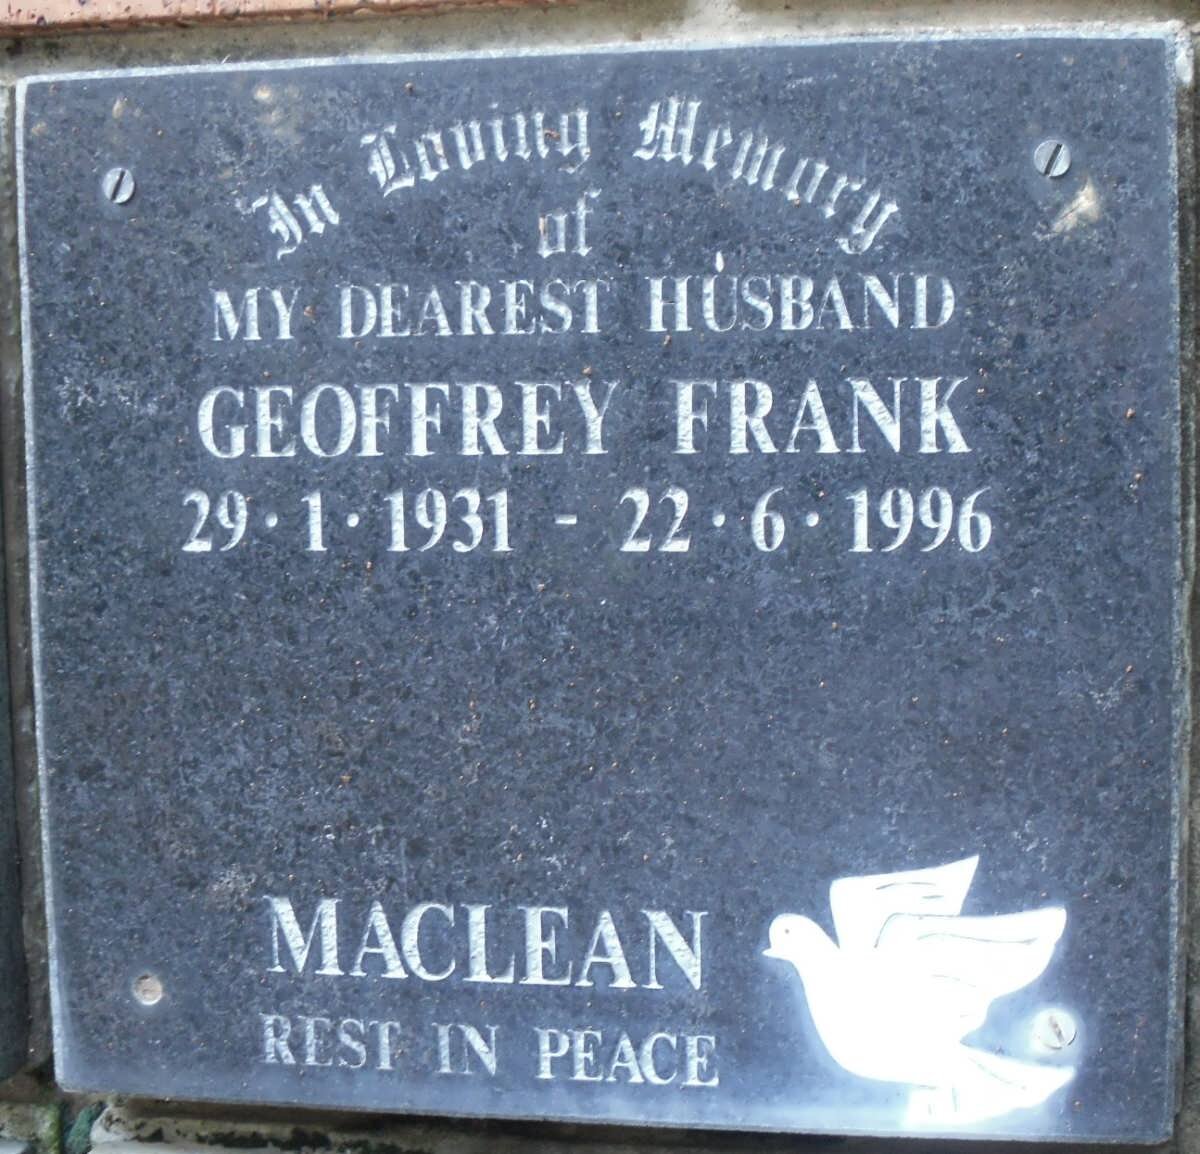 In Loving Memory
of
MY DEAREST HUSBAND
GEOFFREY FRANK
29·1·1931 - 22·6·1996
MACLEAN
REST IN PEACE